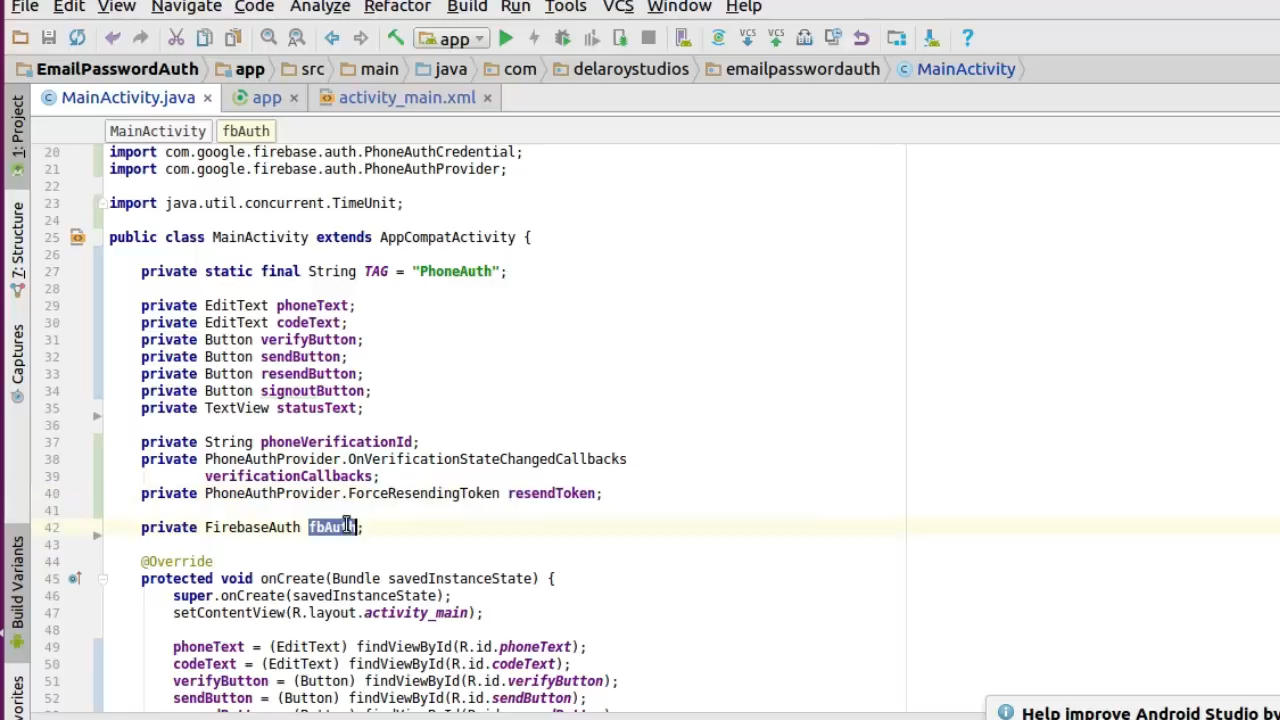 File Edit View Navigate Code Analyze Refactor Build Run Tools VCS Window Help
app VCS VCS ?
EmailPasswordAuth app src main java com delaroystudios emailpasswordauth MainActivity
MainActivity.java × app × activity_main.xml ×
MainActivity fbAuth
1: Project
7: Structure
Captures
Build Variants
20 import com.google.firebase.auth.PhoneAuthCredential;
21 import com.google.firebase.auth.PhoneAuthProvider;
22
23 import java.util.concurrent.TimeUnit;
24
25 public class MainActivity extends AppCompatActivity {
26
27 private static final String TAG = "PhoneAuth";
28
29 private EditText phoneText;
30 private EditText codeText;
31 private Button verifyButton;
32 private Button sendButton;
33 private Button resendButton;
34 private Button signoutButton;
35 private TextView statusText;
36
37 private String phoneVerificationId;
38 private PhoneAuthProvider.OnVerificationStateChangedCallbacks
39 verificationCallbacks;
40 private PhoneAuthProvider.ForceResendingToken resendToken;
41
42 private FirebaseAuth fbAuth;
43
44 @Override
45 protected void onCreate(Bundle savedInstanceState) {
46 super.onCreate(savedInstanceState);
47 setContentView(R.layout.activity_main);
48
49 phoneText = (EditText) findViewById(R.id.phoneText);
50 codeText = (EditText) findViewById(R.id.codeText);
51 verifyButton = (Button) findViewById(R.id.verifyButton);
52 sendButton = (Button) findViewById(R.id.sendButton);
Help improve Android Studio by